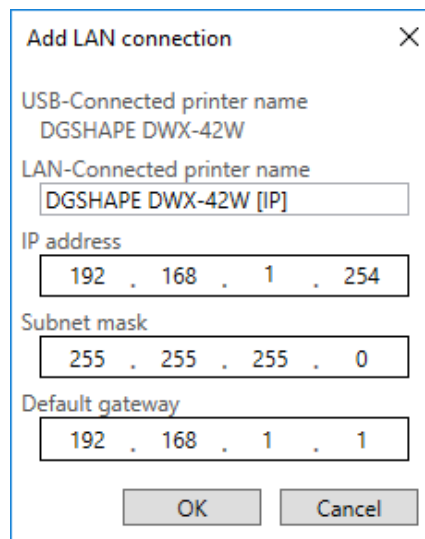 Add LAN connection
USB-Connected printer name
DGSHAPE DWX-42W
LAN-Connected printer name
DGSHAPE DWX-42W [IP]
IP address
192 . 168 . 1 . 254
Subnet mask
255 . 255 . 255 . 0
Default gateway
192 . 168 . 1 . 1
OK Cancel